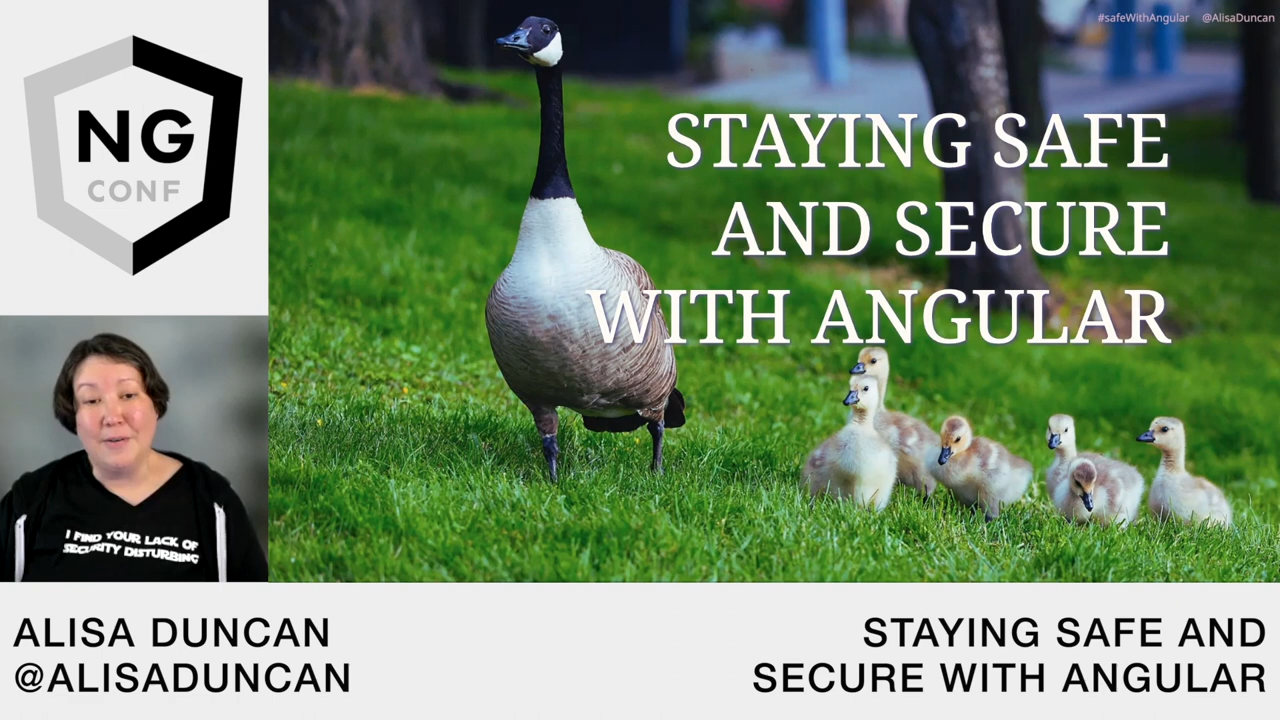 #safeWithAngular @AlisaDuncan
NG
CONF
STAYING SAFE
AND SECURE
WITH ANGULAR
I FIND YOUR LACK OF
SECURITY DISTURBING
ALISA DUNCAN
@ALISADUNCAN
STAYING SAFE AND
SECURE WITH ANGULAR